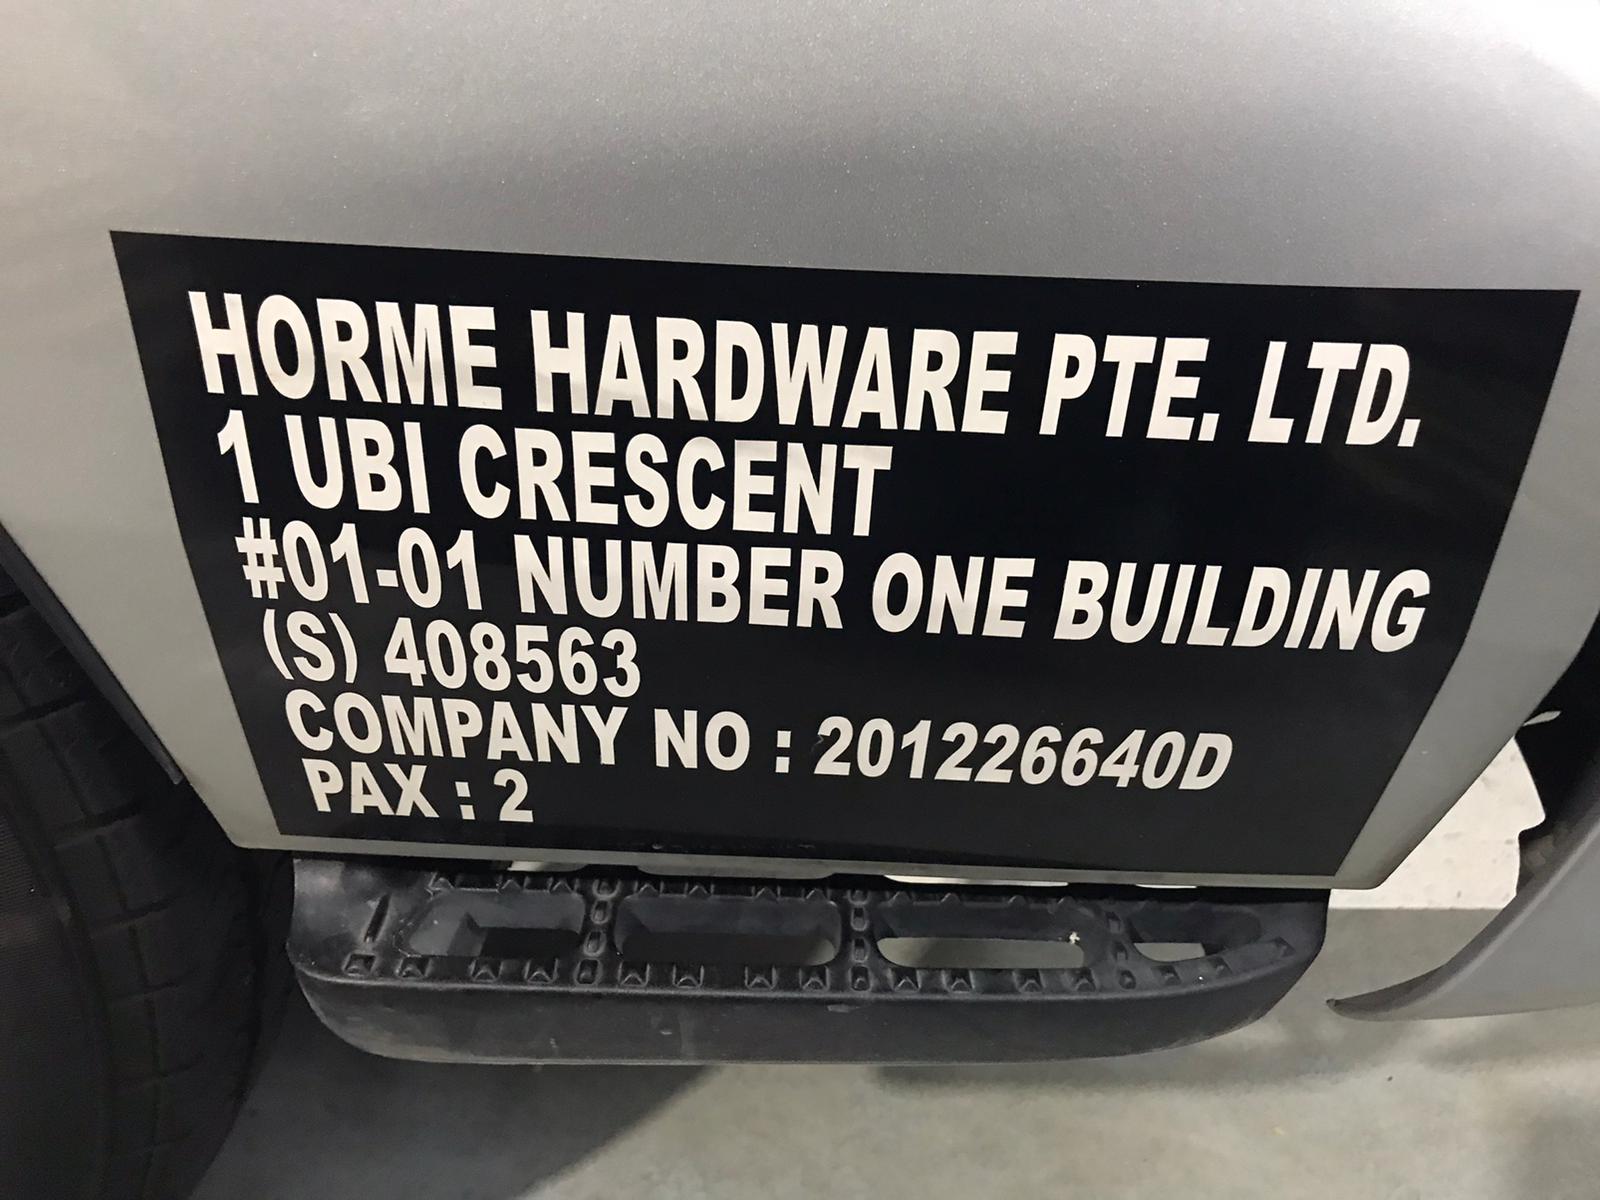 HORME HARDWARE PTE. LTD.
1 UBI CRESCENT
#01-01 NUMBER ONE BUILDING
(S) 408563
COMPANY NO : 201226640D
PAX : 2